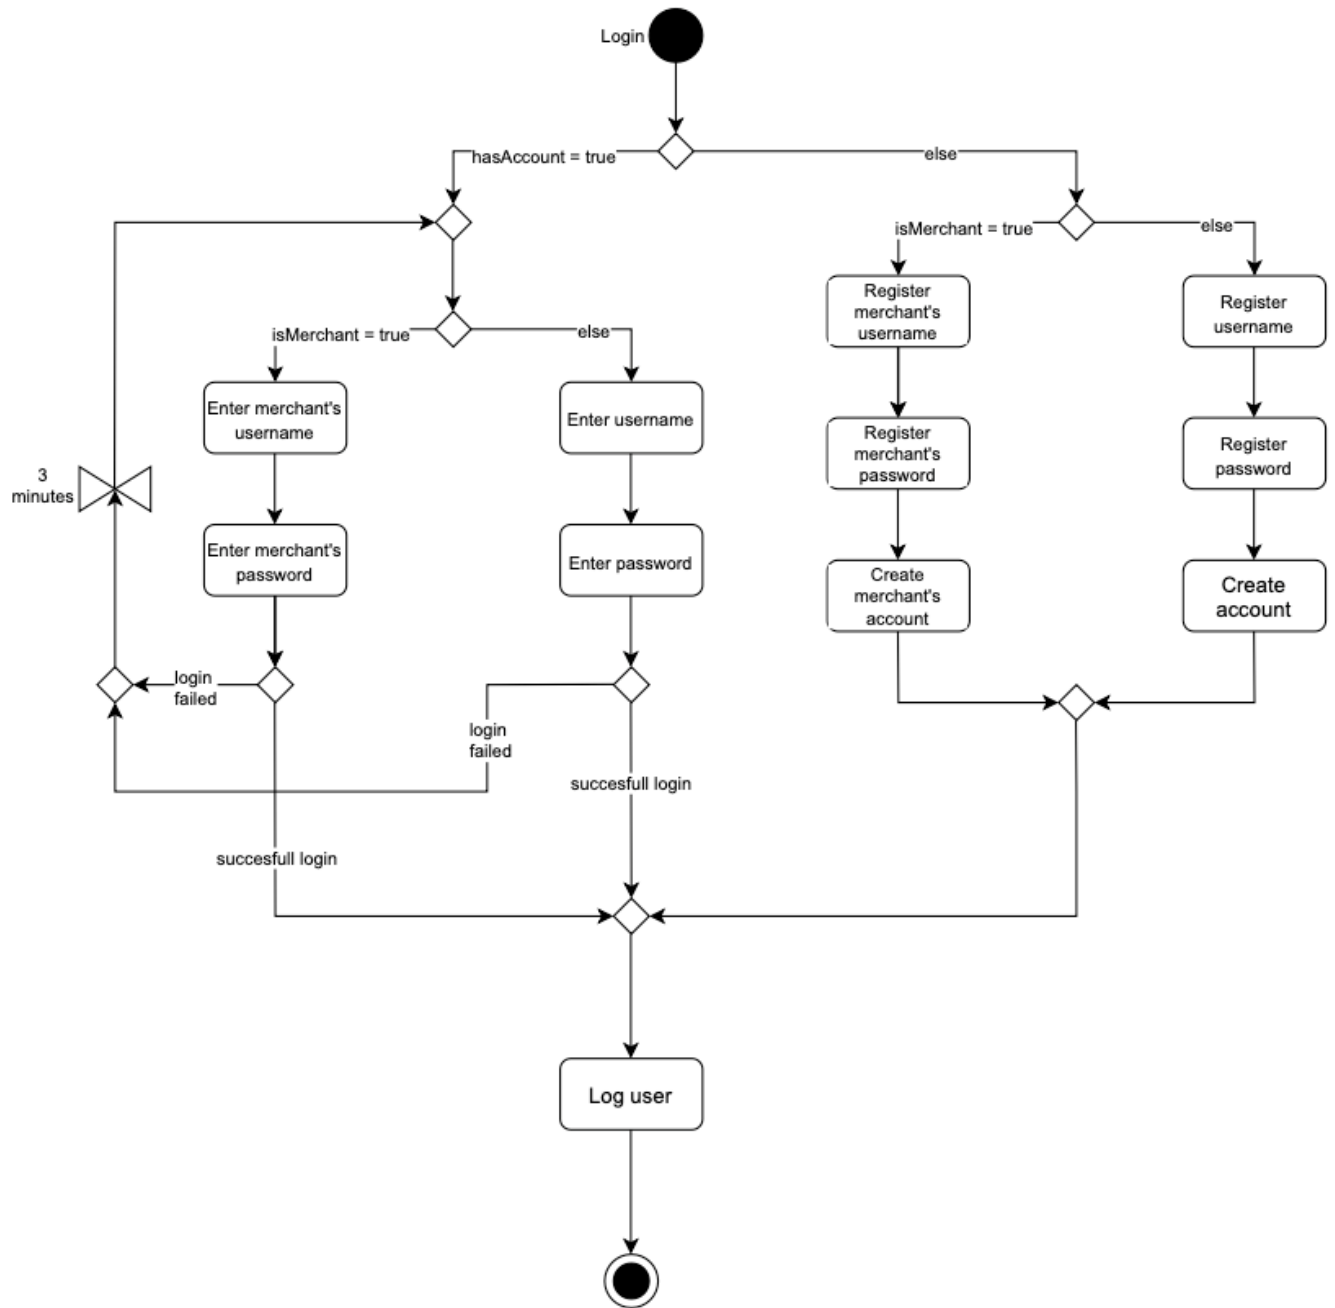 Login
hasAccount = true
else
isMerchant = true
else
Register
merchant's
username
Register
username
isMerchant = true
else
Enter merchant's
username
Enter username
Register
merchant's
password
Register
password
3
minutes
Enter merchant's
password
Enter password
Create
merchant's
account
Create
account
login
failed
login
failed
succesfull login
succesfull login
Log user